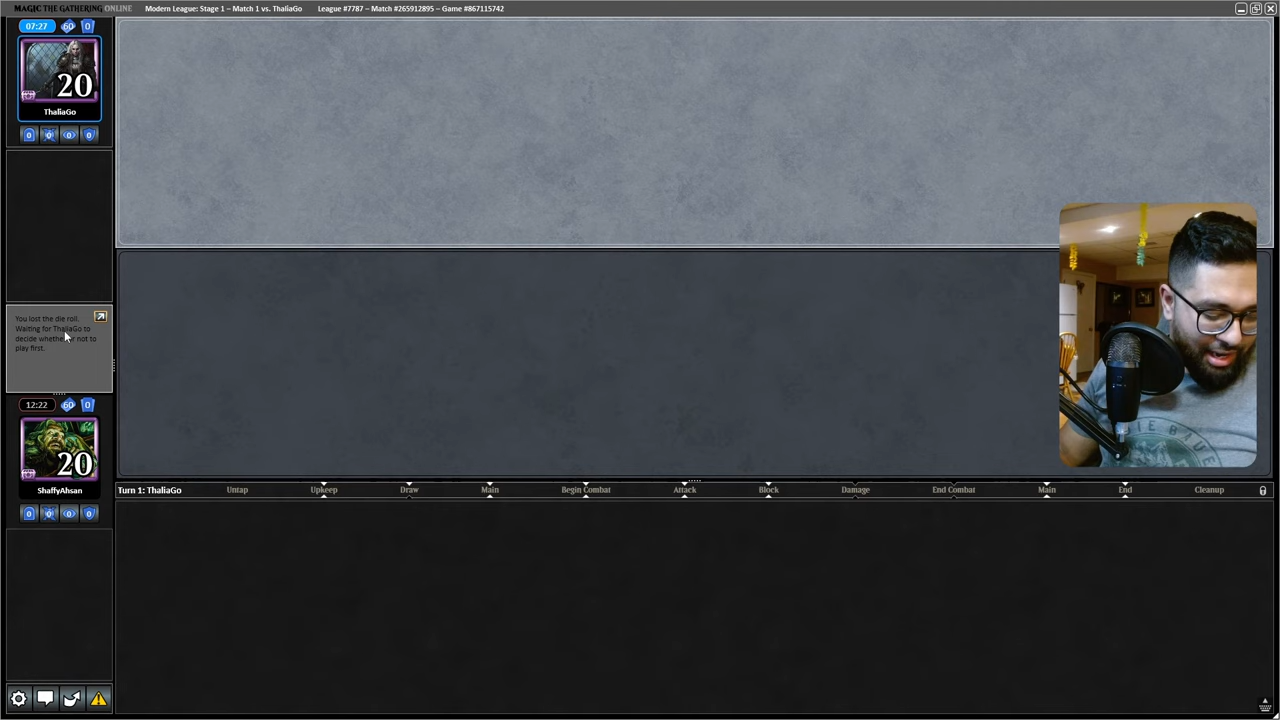 MAGIC THE GATHERING ONLINE Modern League: Stage 1 – Match 1 vs. ThaliaGo League #7787 – Match #265912895 – Game #867115742
07:27 60 0
20
ThaliaGo
0 0 0 0
You lost the die roll.
Waiting for ThaliaGo to
decide whether or not to
play first.
12:22 60 0
20
ShaffyAhsan
0 0 0 0
Turn 1: ThaliaGo Untap Upkeep Draw Main Begin Combat Attack Block Damage End Combat Main End Cleanup